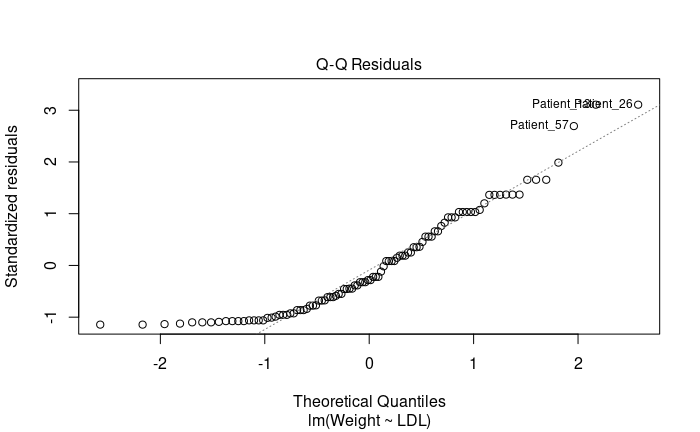 Q-Q Residuals
Standardized residuals
3
2
1
0
-1
Patient_26
Patient_57
-2
-1
0
1
2
Theoretical Quantiles
lm(Weight ~ LDL)